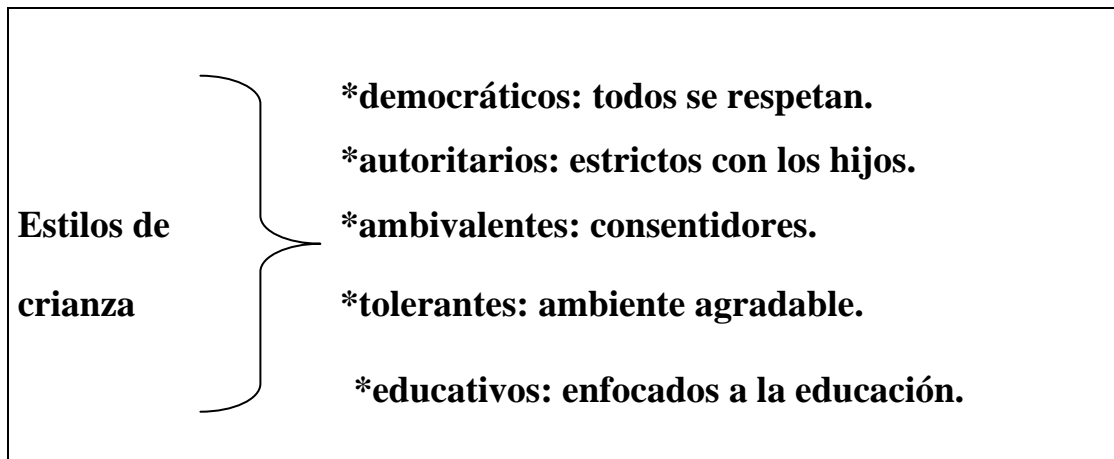 Estilos de
crianza
*democráticos: todos se respetan.
*autoritarios: estrictos con los hijos.
*ambivalentes: consentidores.
*tolerantes: ambiente agradable.
*educativos: enfocados a la educación.